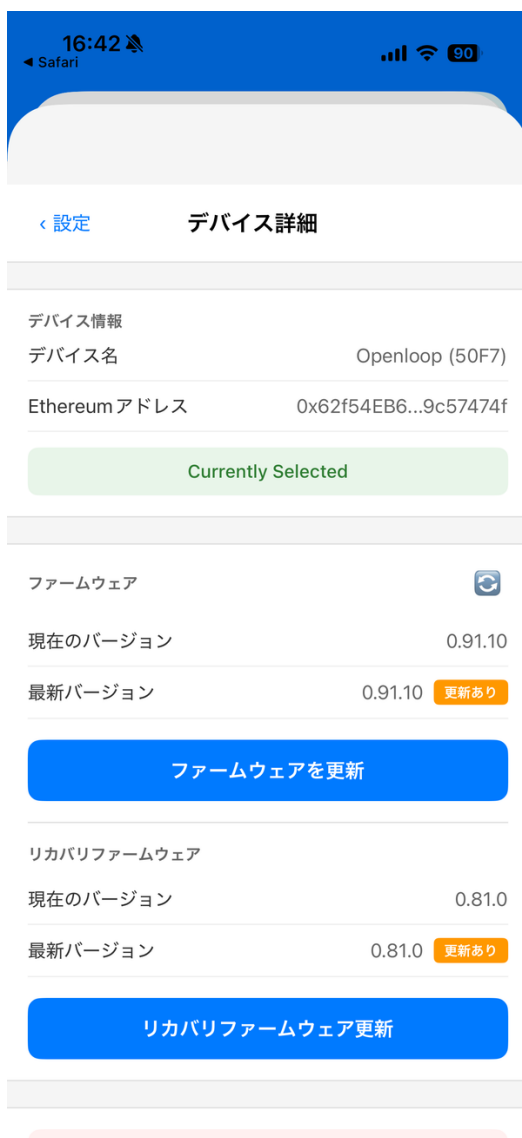 16:42
Safari
90
設定
デバイス詳細
デバイス情報
デバイス名 Openloop (50F7)
Ethereumアドレス 0x62f54EB6...9c57474f
Currently Selected
ファームウェア
現在のバージョン 0.91.10
最新バージョン 0.91.10 更新あり
ファームウェアを更新
リカバリファームウェア
現在のバージョン 0.81.0
最新バージョン 0.81.0 更新あり
リカバリファームウェア更新